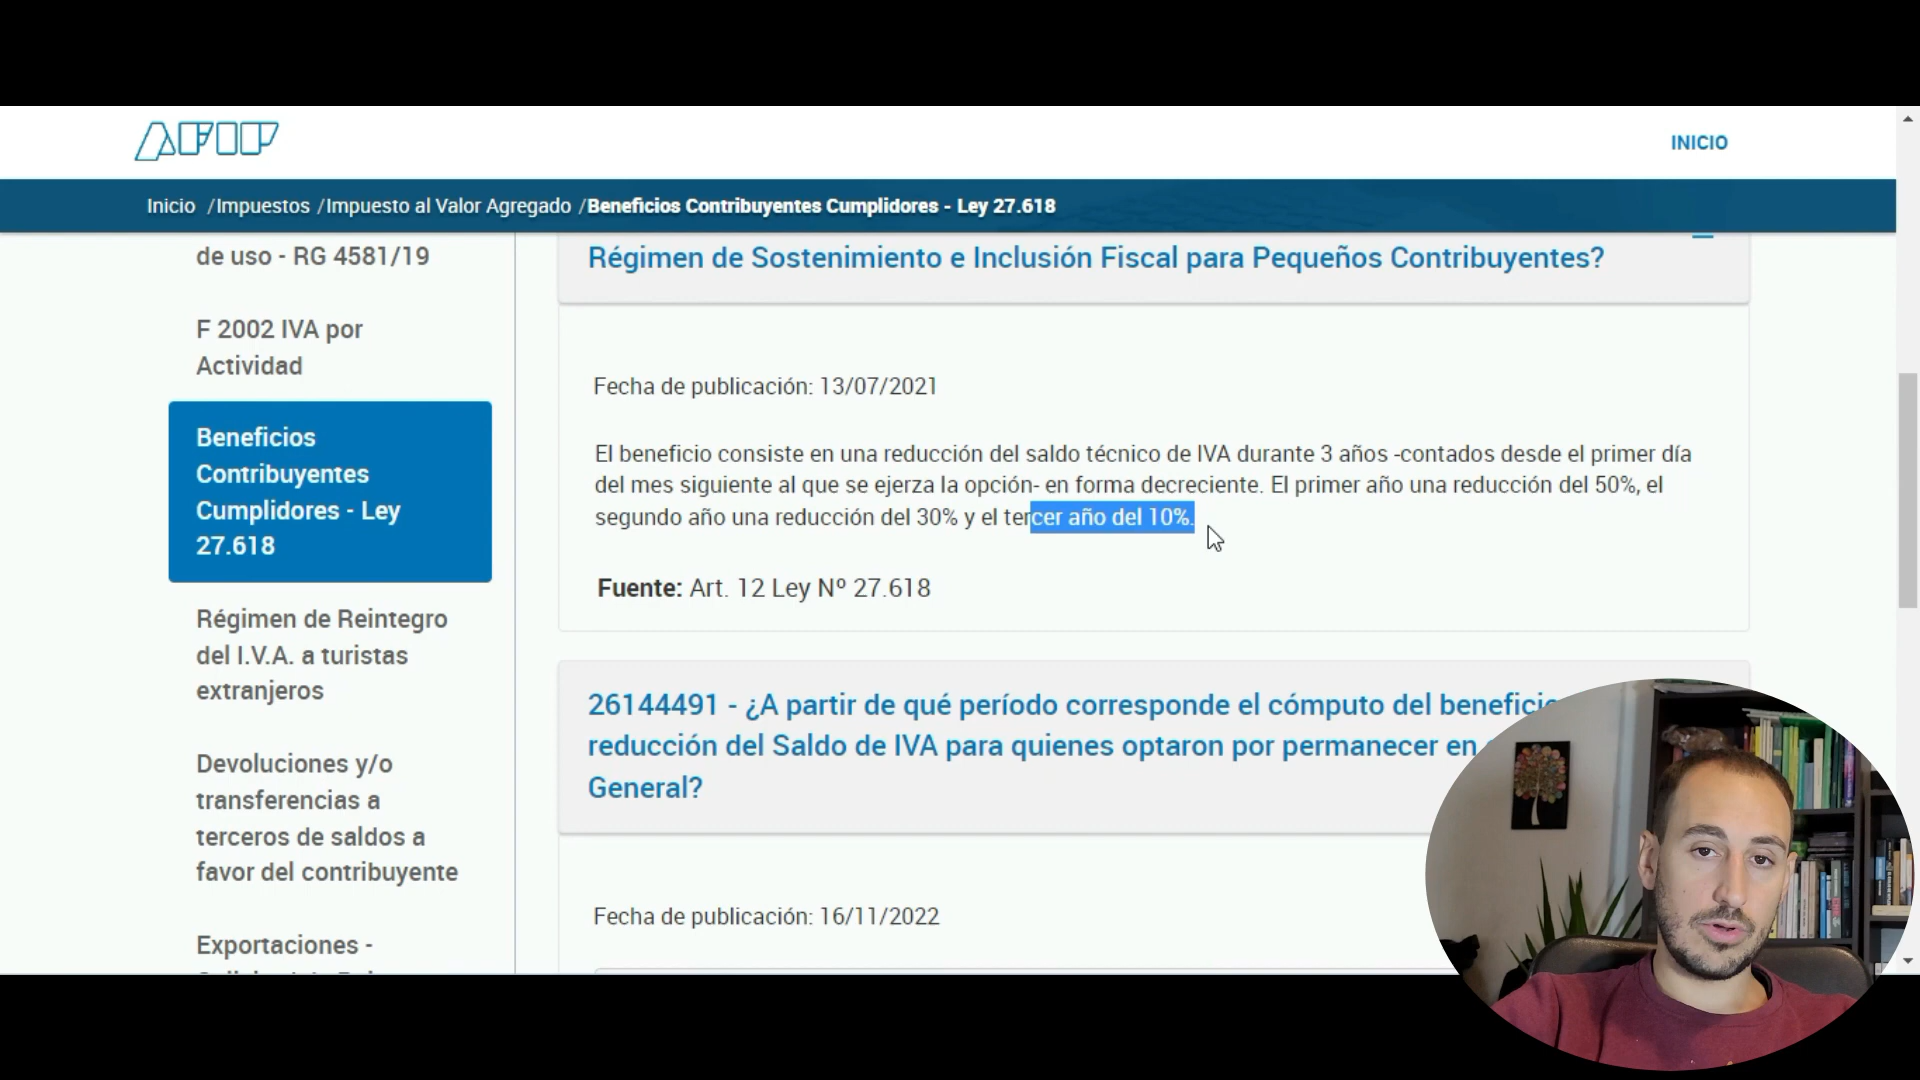 AFIP
INICIO
Inicio /Impuestos /Impuesto al Valor Agregado /Beneficios Contribuyentes Cumplidores - Ley 27.618
de uso - RG 4581/19
F 2002 IVA por
Actividad
Beneficios
Contribuyentes
Cumplidores - Ley
27.618
Régimen de Reintegro
del I.V.A. a turistas
extranjeros
Devoluciones y/o
transferencias a
terceros de saldos a
favor del contribuyente
Exportaciones -
Régimen de Sostenimiento e Inclusión Fiscal para Pequeños Contribuyentes?
Fecha de publicación: 13/07/2021
El beneficio consiste en una reducción del saldo técnico de IVA durante 3 años -contados desde el primer día
del mes siguiente al que se ejerza la opción- en forma decreciente. El primer año una reducción del 50%, el
segundo año una reducción del 30% y el tercer año del 10%.
Fuente: Art. 12 Ley Nº 27.618
26144491 - ¿A partir de qué período corresponde el cómputo del beneficio
reducción del Saldo de IVA para quienes optaron por permanecer en
General?
Fecha de publicación: 16/11/2022